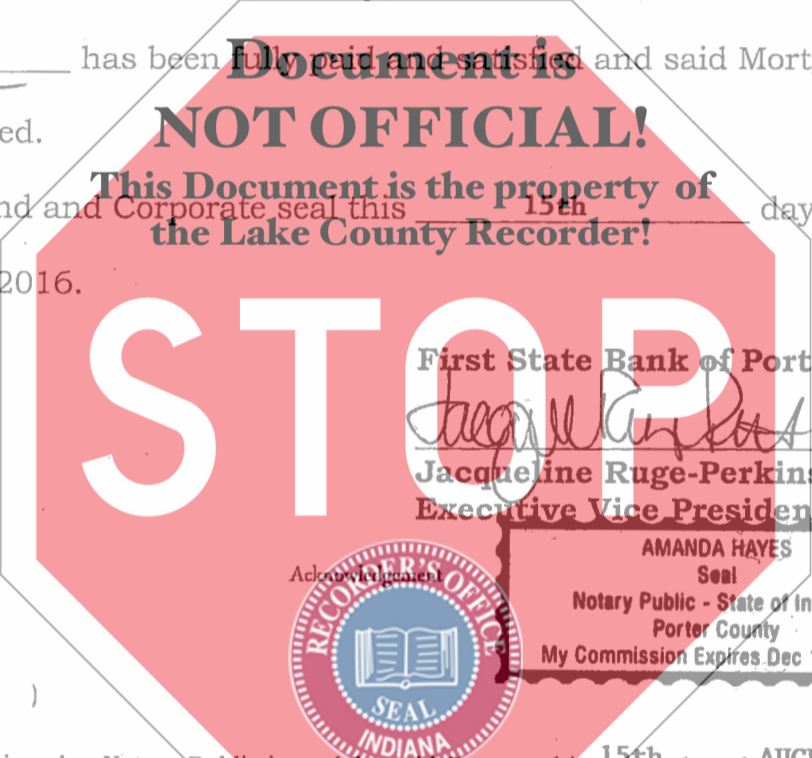 has been fully paid and satisfied and said Mort
Document is
NOT OFFICIAL!
ed.
This Document is the property of
nd and Corporate seal this 15th day
the Lake County Recorder!
2016.
STOP
First State Bank of Port
Jacqueline Ruge-Perkins
Executive Vice Presiden
AMANDA HAYES
Seal
Notary Public - State of In
Porter County
My Commission Expires Dec
Acknowledgement
RECORDER'S OFFICE
SEAL
INDIANA
)
15th